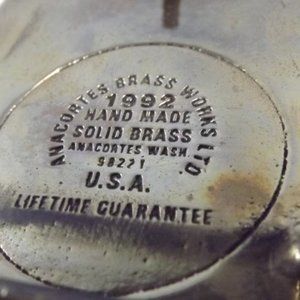 ANACORTES BRASS WORKS LTD.
1992
HAND MADE
SOLID BRASS
ANACORTES WASH.
98221
U.S.A.
LIFETIME GUARANTEE